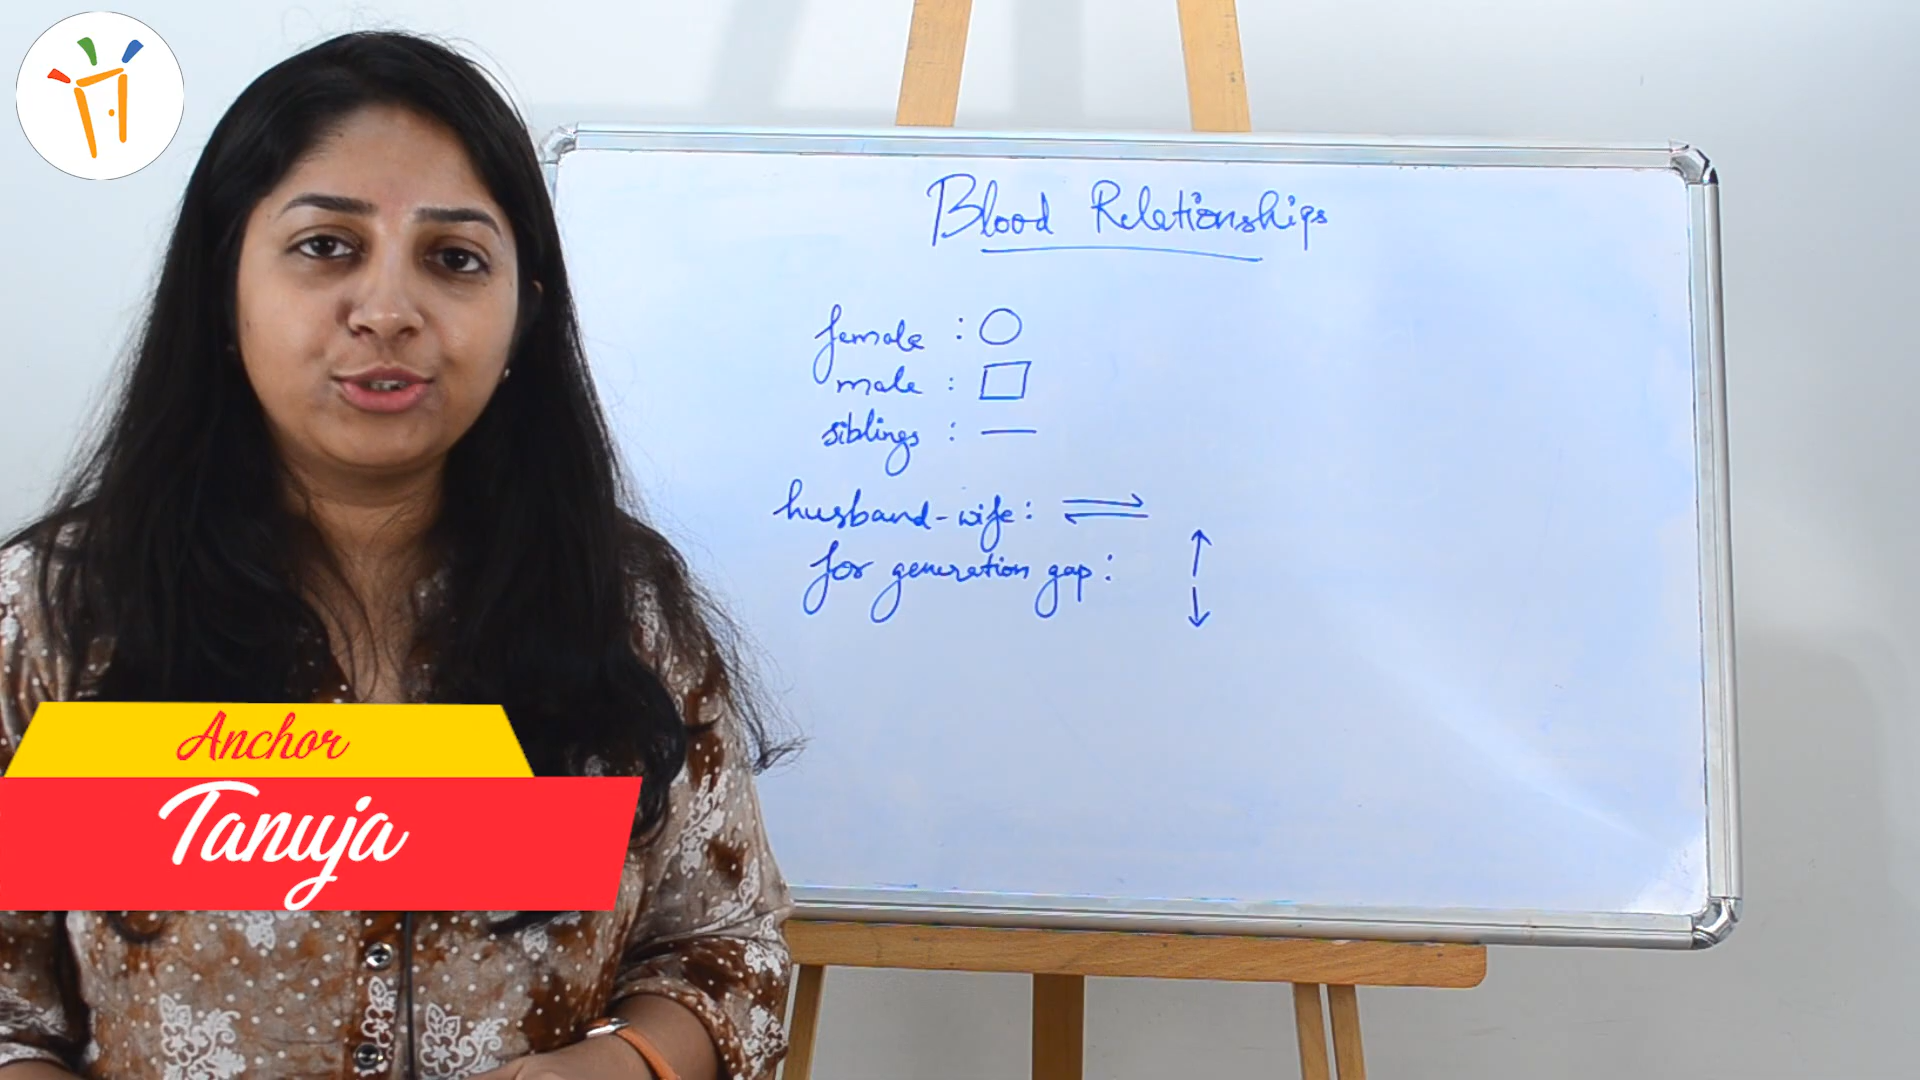 Blood Relationships
female :
male :
siblings :
husband-wife :
for generation gap :
Anchor
Tanuja